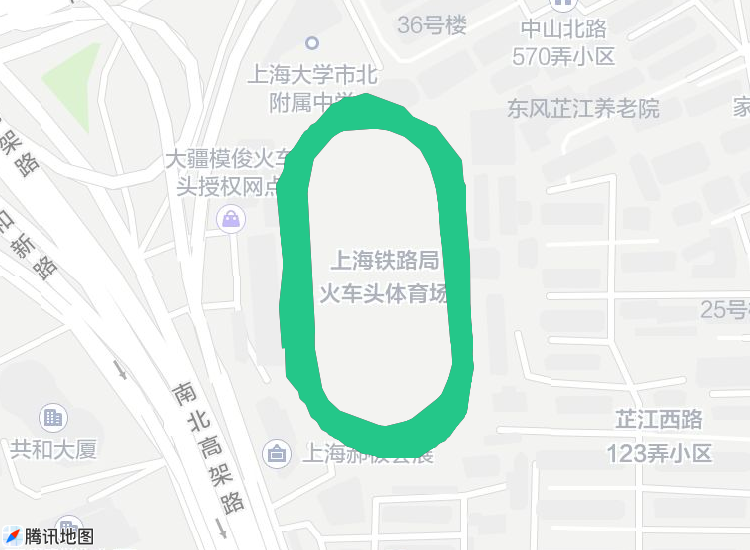 36号楼
中山北路
570弄小区
上海大学市北
附属中学
东风芷江养老院
大疆模俊火车
头授权网点
架路
和新路
上海铁路局
火车头体育场
25号
南北高架路
芷江西路
123弄小区
共和大厦
腾讯地图